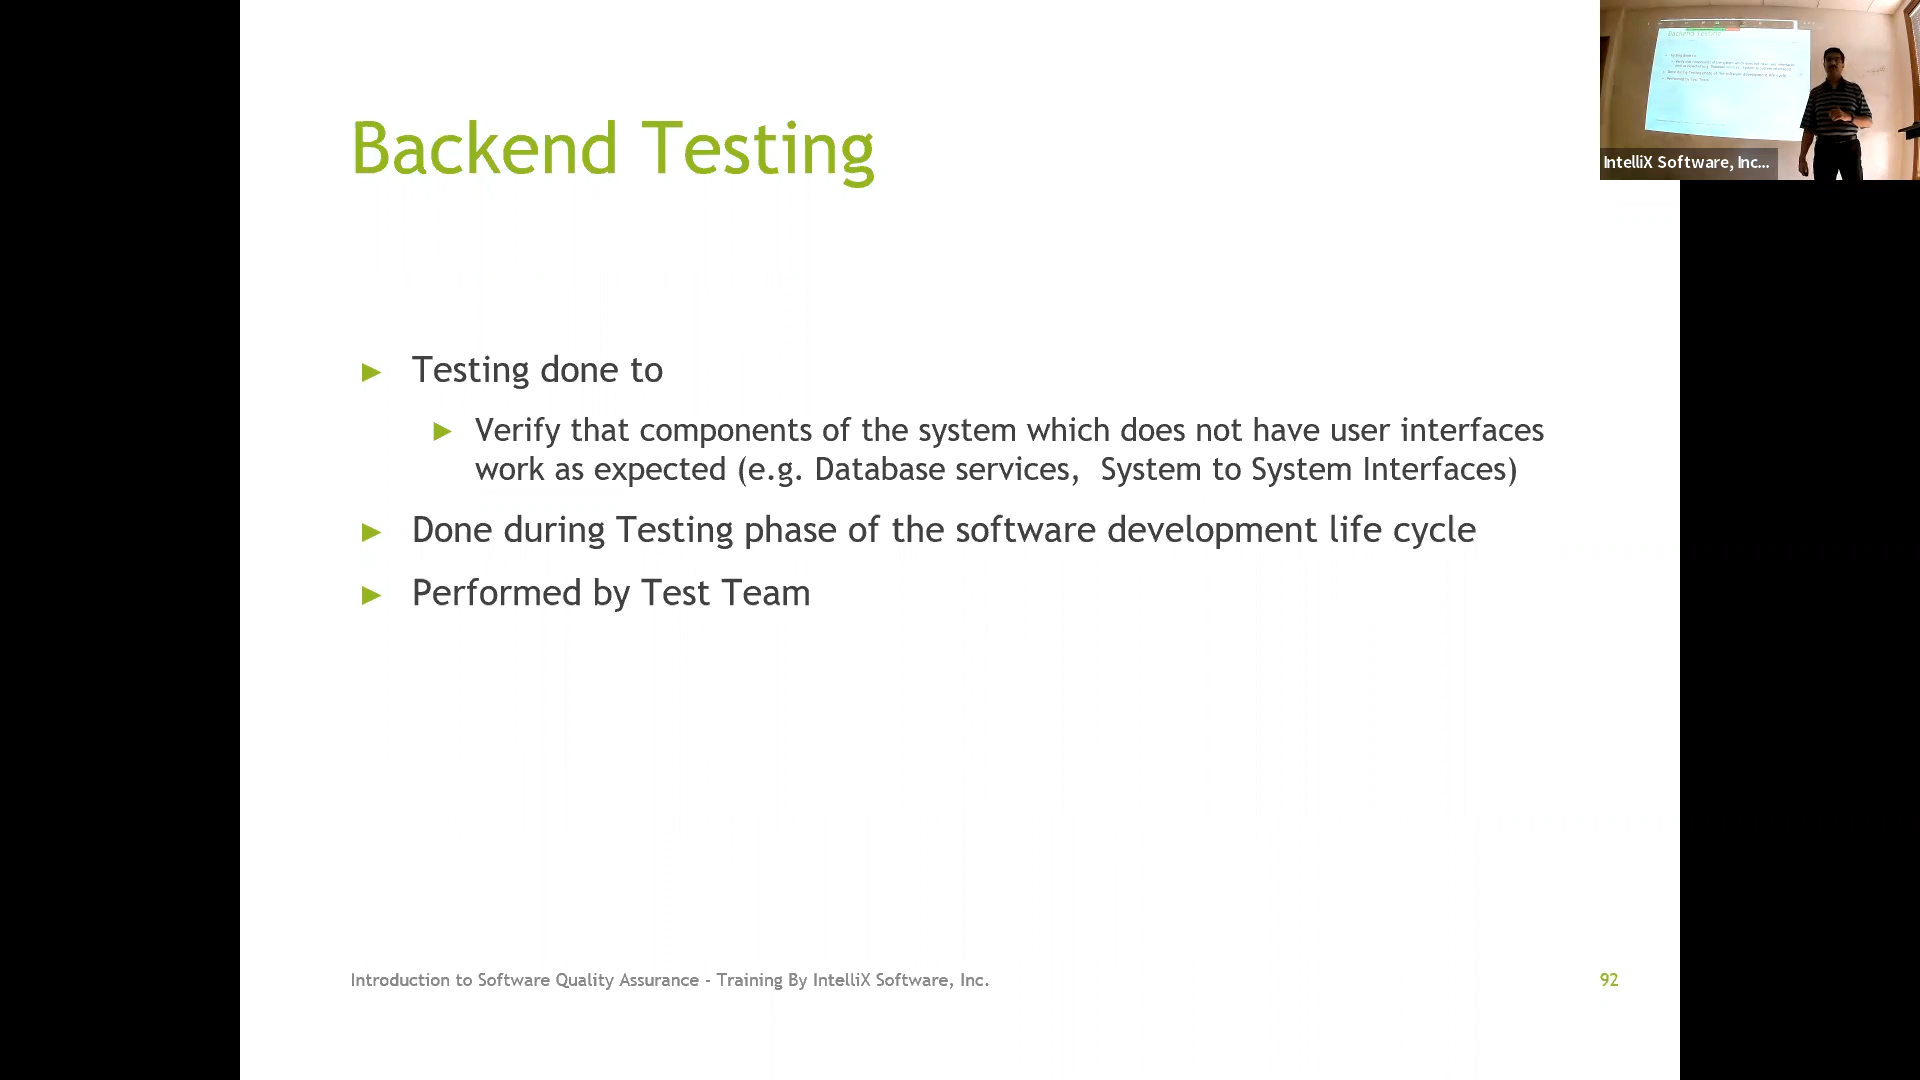 Backend Testing
Testing done to
Verify that components of the system which does not have user interfaces
work as expected (e.g. Database services, System to System Interfaces)
Done during Testing phase of the software development life cycle
Performed by Test Team
Introduction to Software Quality Assurance - Training By IntelliX Software, Inc.
92
Backend Testing
IntelliX Software, Inc...